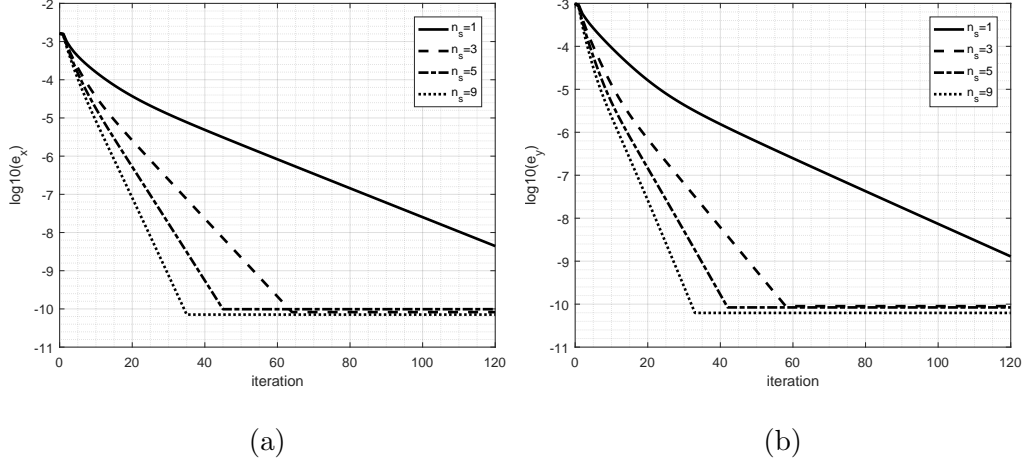 -2
-3
-4
-5
-6
-7
-8
-9
-10
-11
0 20 40 60 80 100 120
iteration
log10(e_x)
n_s=1
n_s=3
n_s=5
n_s=9
(a)
-3
-4
-5
-6
-7
-8
-9
-10
-11
0 20 40 60 80 100 120
iteration
log10(e_y)
n_s=1
n_s=3
n_s=5
n_s=9
(b)